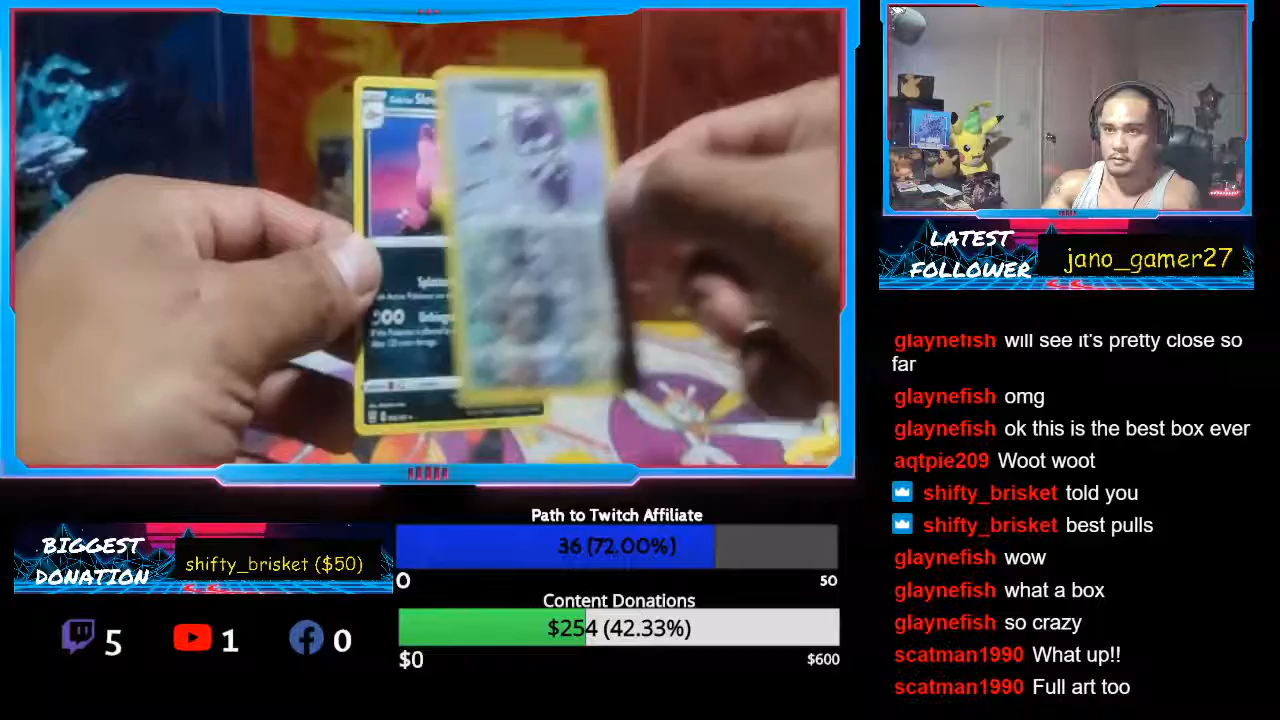 LATEST
FOLLOWER
jano_gamer27
glaynefish will see it's pretty close so
far
glaynefish omg
glaynefish ok this is the best box ever
aqtpie209 Woot woot
shifty_brisket told you
shifty_brisket best pulls
glaynefish wow
glaynefish what a box
glaynefish so crazy
scatman1990 What up!!
scatman1990 Full art too
Path to Twitch Affiliate
36 (72.00%)
0
50
BIGGEST
DONATION
shifty_brisket ($50)
Content Donations
$254 (42.33%)
$0
$600
5
1
0